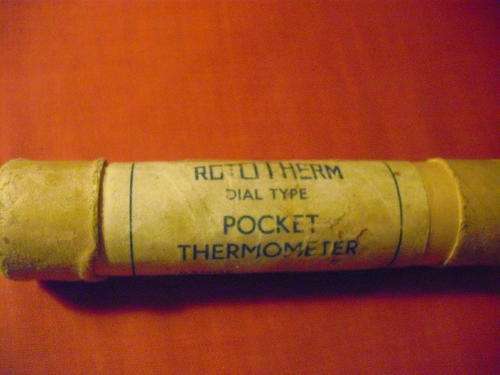 ROTOTHERM
DIAL TYPE
POCKET
THERMOMETER